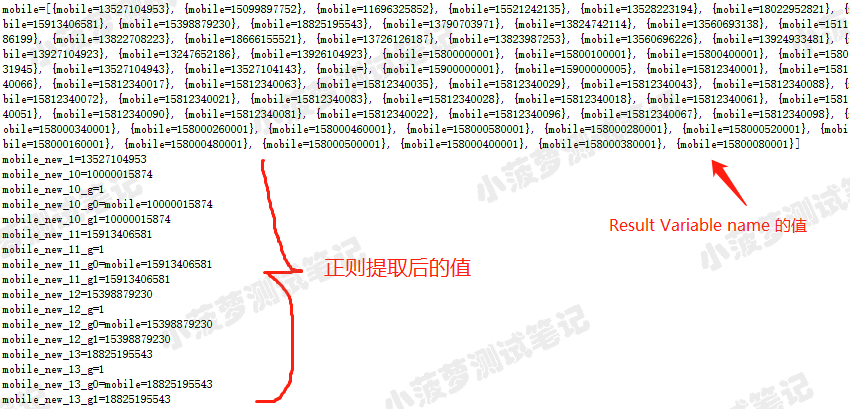 mobile=[{mobile=13527104953}, {mobile=15099897752}, {mobile=11696325852}, {mobile=15521242135}, {mobile=13528223194}, {mobile=18022952821}, {mobile
{mobile=15913406581}, {mobile=15398879230}, {mobile=18825195543}, {mobile=13790703971}, {mobile=13824742114}, {mobile=13560693138}, {mobile=1511
86199}, {mobile=13822708223}, {mobile=18666155521}, {mobile=13726126187}, {mobile=13823987253}, {mobile=13560696226}, {mobile=13924933481}, {
bile=13927104923}, {mobile=13247652186}, {mobile=13926104923}, {mobile=15800000001}, {mobile=15800100001}, {mobile=15800400001}, {mobile=1580
31945}, {mobile=13527104943}, {mobile=13527104143}, {mobile=15900000001}, {mobile=15900000005}, {mobile=15812340001}, {mobile=1581
40066}, {mobile=15812340017}, {mobile=15812340063}, {mobile=15812340035}, {mobile=15812340029}, {mobile=15812340043}, {mobile=15812340088}, {
bile=15812340072}, {mobile=15812340021}, {mobile=15812340083}, {mobile=15812340028}, {mobile=15812340018}, {mobile=15812340061}, {mobile=1581
40051}, {mobile=15812340090}, {mobile=15812340081}, {mobile=15812340022}, {mobile=15812340096}, {mobile=15812340067}, {mobile=15812340098}, {
obile=158000340001}, {mobile=158000260001}, {mobile=158000460001}, {mobile=158000580001}, {mobile=158000280001}, {mobile=158000520001}, {mobi
bile=158000160001}, {mobile=158000480001}, {mobile=158000500001}, {mobile=158000400001}, {mobile=158000380001}, {mobile=15800080001}]
mobile_new_1=13527104953
mobile_new_10=10000015874
mobile_new_10_g=1
mobile_new_10_g0=mobile=10000015874
mobile_new_10_g1=10000015874
mobile_new_11=15913406581
mobile_new_11_g=1
mobile_new_11_g0=mobile=15913406581
mobile_new_11_g1=15913406581
mobile_new_12=15398879230
mobile_new_12_g=1
mobile_new_12_g0=mobile=15398879230
mobile_new_12_g1=15398879230
mobile_new_13=18825195543
mobile_new_13_g=1
mobile_new_13_g0=mobile=18825195543
mobile_new_13_g1=18825195543
Result Variable name 的值
正则提取后的值
小菠萝测试笔记